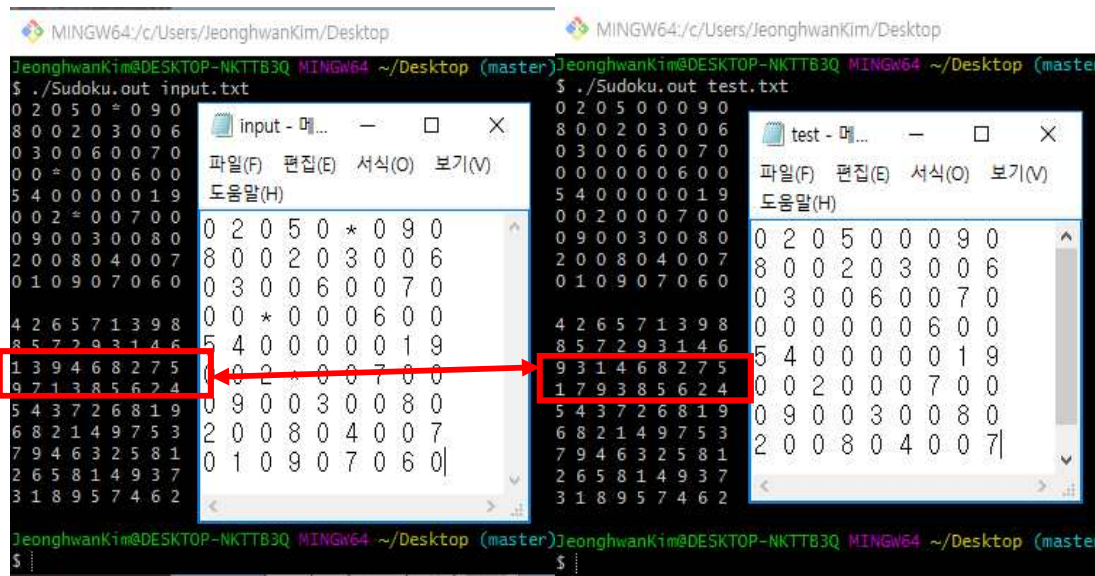 MINGW64:/c/Users/JeonghwanKim/Desktop
JeonghwanKim@DESKTOP-NKTTB3Q MINGW64 ~/Desktop (master)
$ ./Sudoku.out input.txt
0 2 0 5 0 * 0 9 0
8 0 0 2 0 3 0 0 6
0 3 0 0 6 0 0 7 0
0 0 * 0 0 0 6 0 0
5 4 0 0 0 0 0 1 9
0 0 2 * 0 0 7 0 0
0 9 0 0 3 0 0 8 0
2 0 0 8 0 4 0 0 7
0 1 0 9 0 7 0 6 0
4 2 6 5 7 1 3 9 8
8 5 7 2 9 3 1 4 6
1 3 9 4 6 8 2 7 5
9 7 1 3 8 5 6 2 4
5 4 3 7 2 6 8 1 9
6 8 2 1 4 9 7 5 3
7 9 4 6 3 2 5 8 1
2 6 5 8 1 4 9 3 7
3 1 8 9 5 7 4 6 2
JeonghwanKim@DESKTOP-NKTTB3Q MINGW64 ~/Desktop (master)
$
input - 메...
파일(F) 편집(E) 서식(O) 보기(V)
도움말(H)
0 2 0 5 0 * 0 9 0
8 0 0 2 0 3 0 0 6
0 3 0 0 6 0 0 7 0
0 0 * 0 0 0 6 0 0
5 4 0 0 0 0 0 1 9
0 0 2 * 0 0 7 0 0
0 9 0 0 3 0 0 8 0
2 0 0 8 0 4 0 0 7
0 1 0 9 0 7 0 6 0
MINGW64:/c/Users/JeonghwanKim/Desktop
JeonghwanKim@DESKTOP-NKTTB3Q MINGW64 ~/Desktop (maste
$ ./Sudoku.out test.txt
0 2 0 5 0 0 0 9 0
8 0 0 2 0 3 0 0 6
0 3 0 0 6 0 0 7 0
0 0 0 0 0 0 6 0 0
5 4 0 0 0 0 0 1 9
0 0 2 0 0 0 7 0 0
0 9 0 0 3 0 0 8 0
2 0 0 8 0 4 0 0 7
0 1 0 9 0 7 0 6 0
4 2 6 5 7 1 3 9 8
8 5 7 2 9 3 1 4 6
9 3 1 4 6 8 2 7 5
1 7 9 3 8 5 6 2 4
5 4 3 7 2 6 8 1 9
6 8 2 1 4 9 7 5 3
7 9 4 6 3 2 5 8 1
2 6 5 8 1 4 9 3 7
3 1 8 9 5 7 4 6 2
JeonghwanKim@DESKTOP-NKTTB3Q MINGW64 ~/Desktop (maste
$
test - 메...
파일(F) 편집(E) 서식(O) 보기(V)
도움말(H)
0 2 0 5 0 0 0 9 0
8 0 0 2 0 3 0 0 6
0 3 0 0 6 0 0 7 0
0 0 0 0 0 0 6 0 0
5 4 0 0 0 0 0 1 9
0 0 2 0 0 0 7 0 0
0 9 0 0 3 0 0 8 0
2 0 0 8 0 4 0 0 7